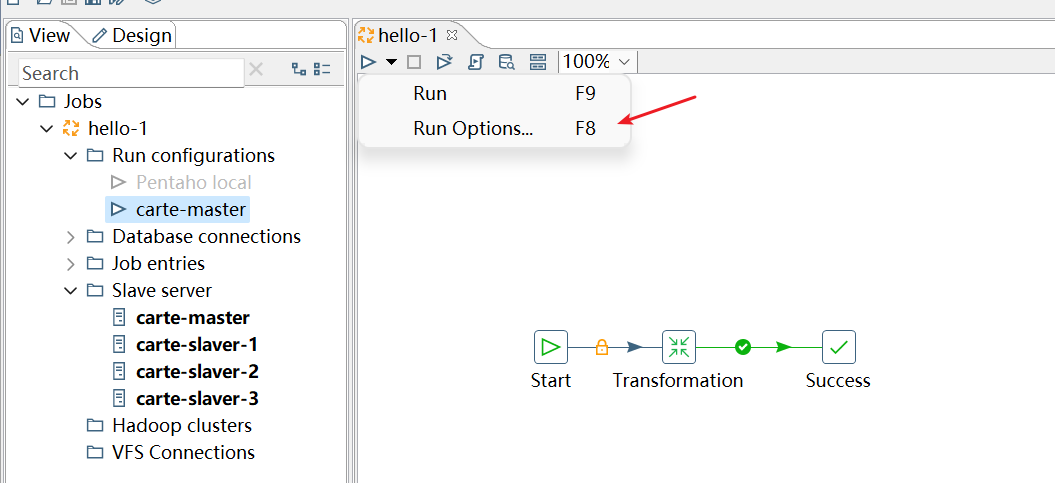 View Design
Search
Jobs
hello-1
Run configurations
Pentaho local
carte-master
Database connections
Job entries
Slave server
carte-master
carte-slaver-1
carte-slaver-2
carte-slaver-3
Hadoop clusters
VFS Connections
hello-1
100%
Run F9
Run Options... F8
Start Transformation Success